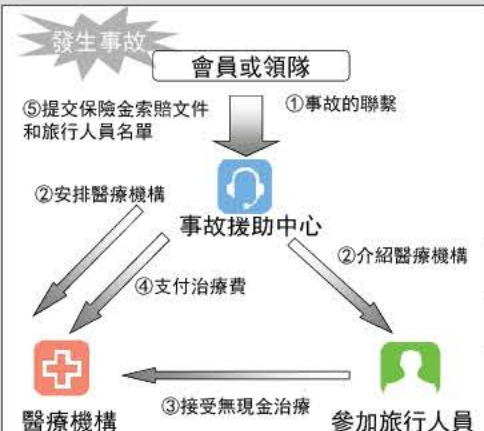 發生事故
會員或領隊
⑤提交保險金索賠文件
和旅行人員名單
①事故的聯繫
②安排醫療機構
事故援助中心
②介紹醫療機構
④支付治療費
③接受無現金治療
醫療機構
參加旅行人員